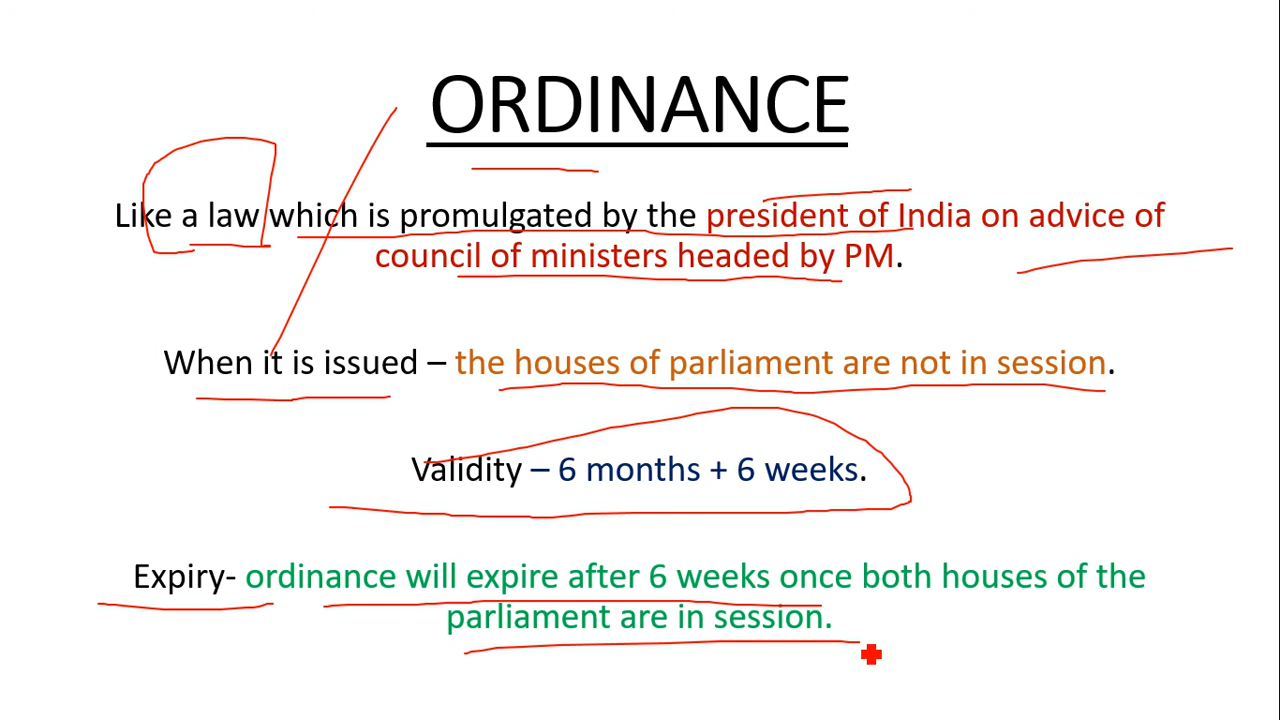 ORDINANCE
Like a law which is promulgated by the president of India on advice of
council of ministers headed by PM.
When it is issued – the houses of parliament are not in session.
Validity – 6 months + 6 weeks.
Expiry- ordinance will expire after 6 weeks once both houses of the
parliament are in session.